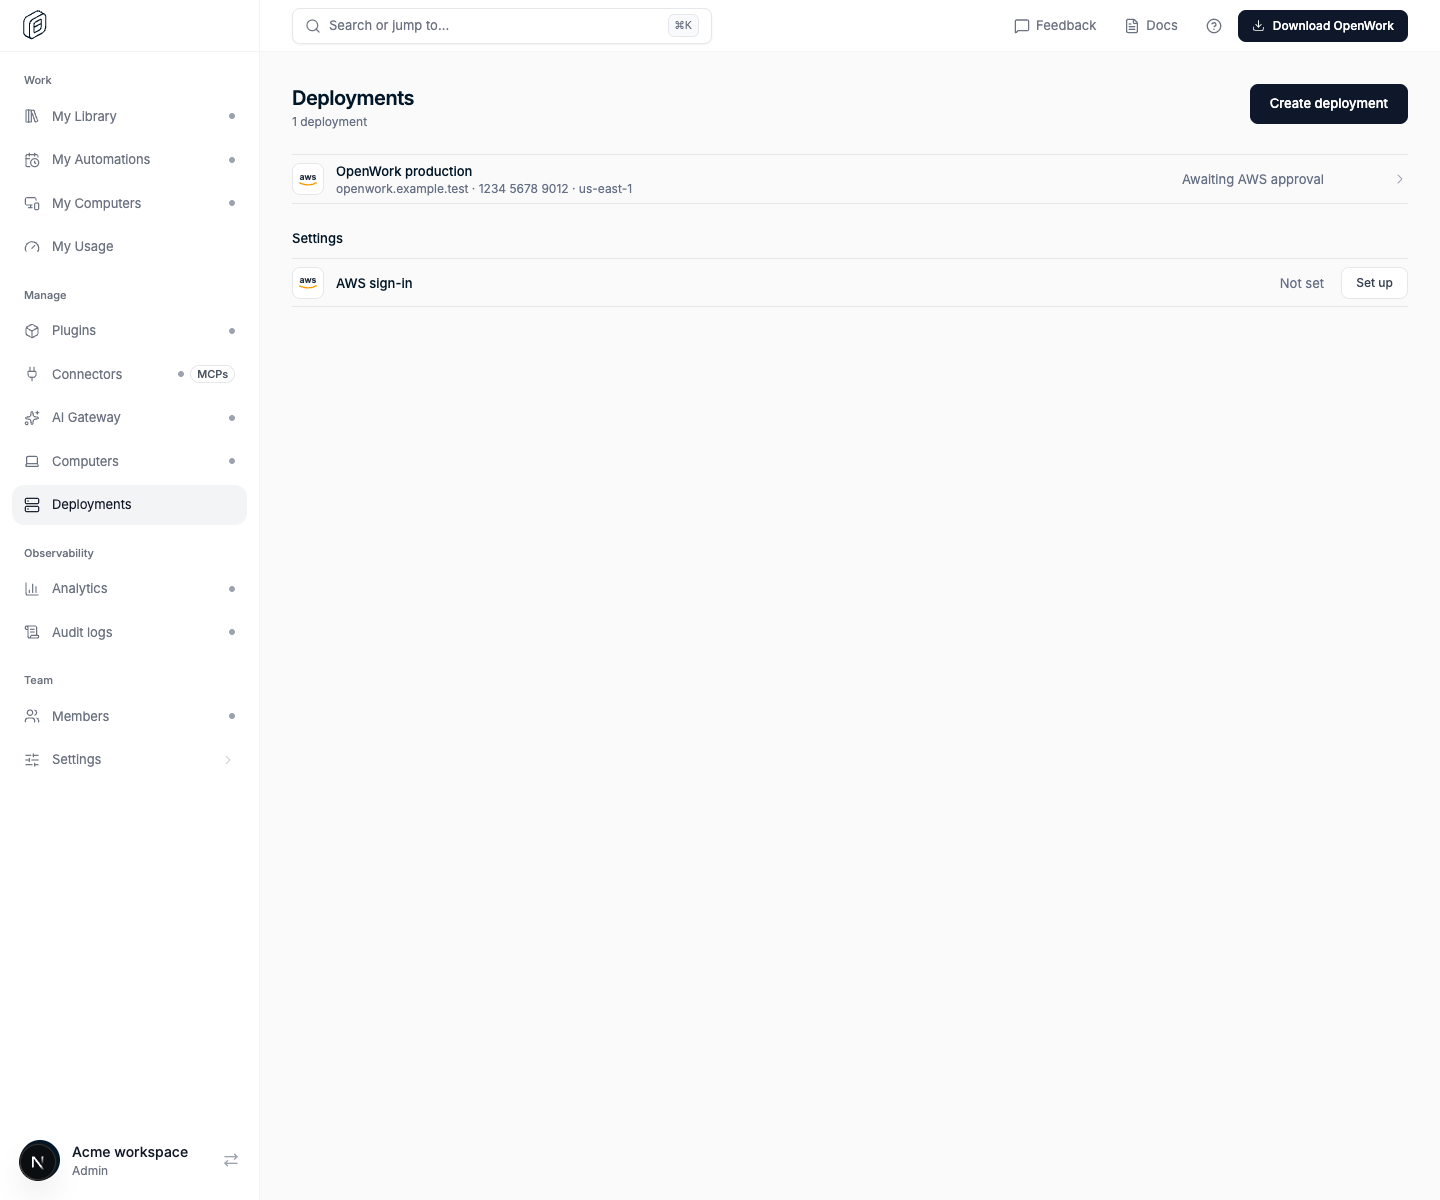 Search or jump to...
⌘K
Feedback
Docs
Download OpenWork
Work
My Library
My Automations
My Computers
My Usage
Manage
Plugins
Connectors
MCPs
AI Gateway
Computers
Deployments
Observability
Analytics
Audit logs
Team
Members
Settings
N
Acme workspace
Admin
Deployments
1 deployment
Create deployment
aws
OpenWork production
openwork.example.test · 1234 5678 9012 · us-east-1
Awaiting AWS approval
Settings
aws
AWS sign-in
Not set
Set up